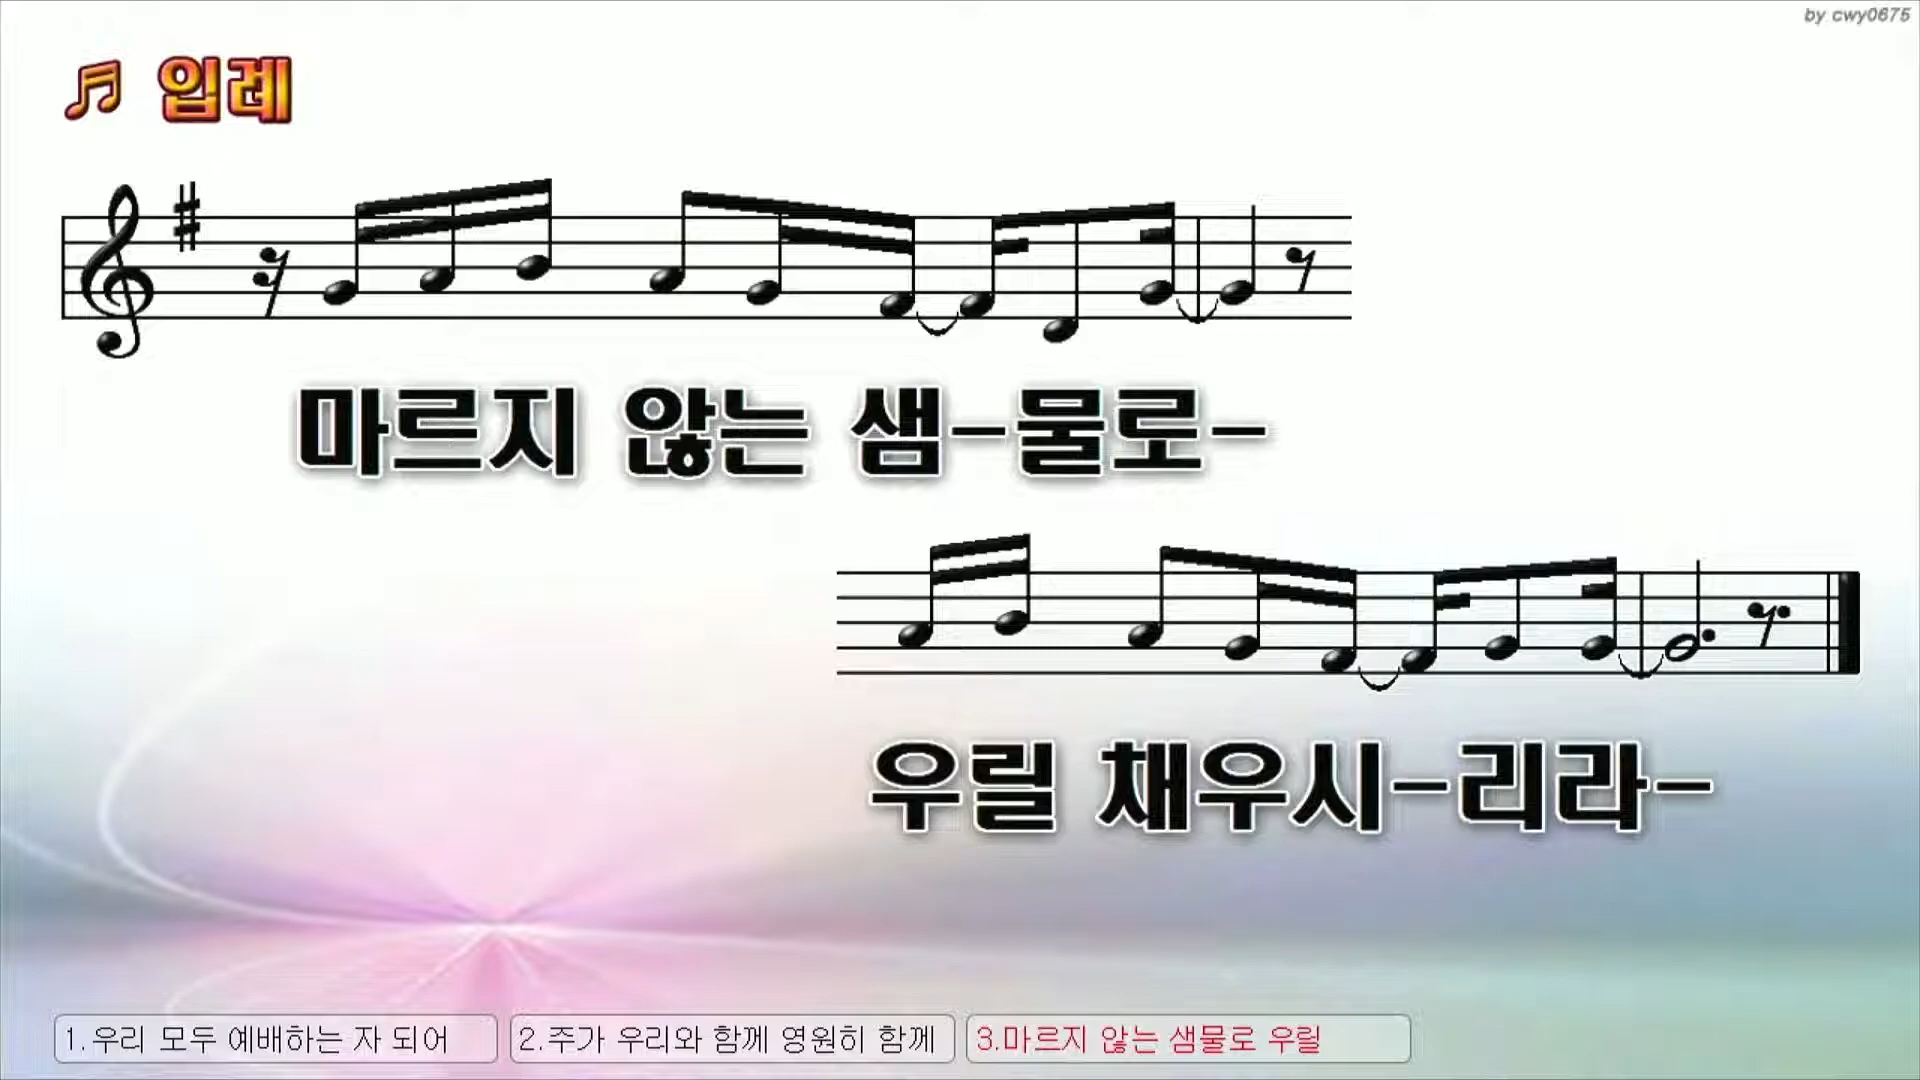 by cwy0675
입례
마르지 않는 샘-물로-
우릴 채우시-리라-
1.우리 모두 예배하는 자 되어
2.주가 우리와 함께 영원히 함께
3.마르지 않는 샘물로 우릴